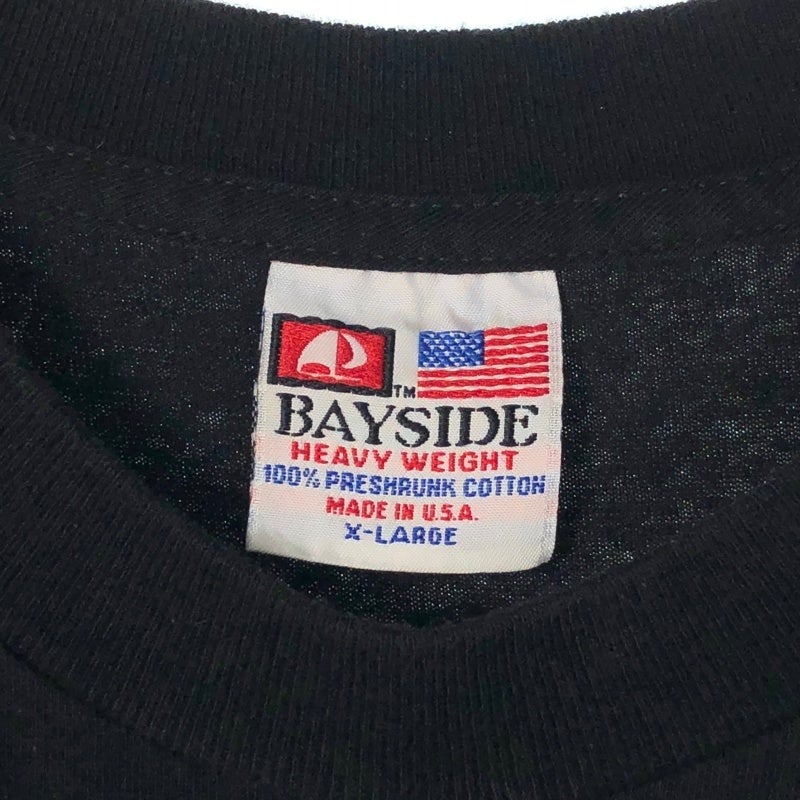 TM
BAYSIDE
HEAVY WEIGHT
100% PRESHRUNK COTTON
MADE IN U.S.A.
X-LARGE